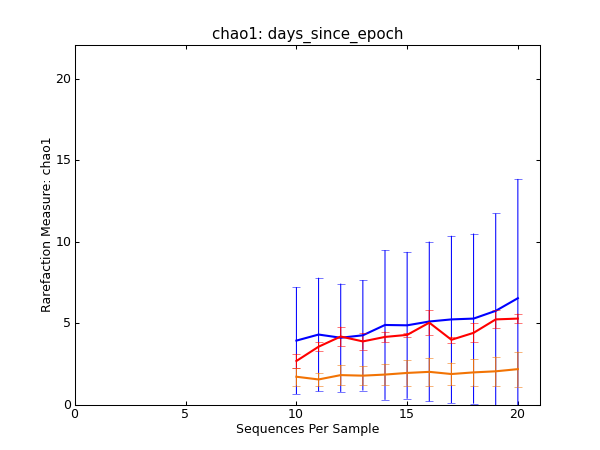 chao1: days_since_epoch
Rarefaction Measure: chao1
20
15
10
5
0
0 5 10 15 20
Sequences Per Sample